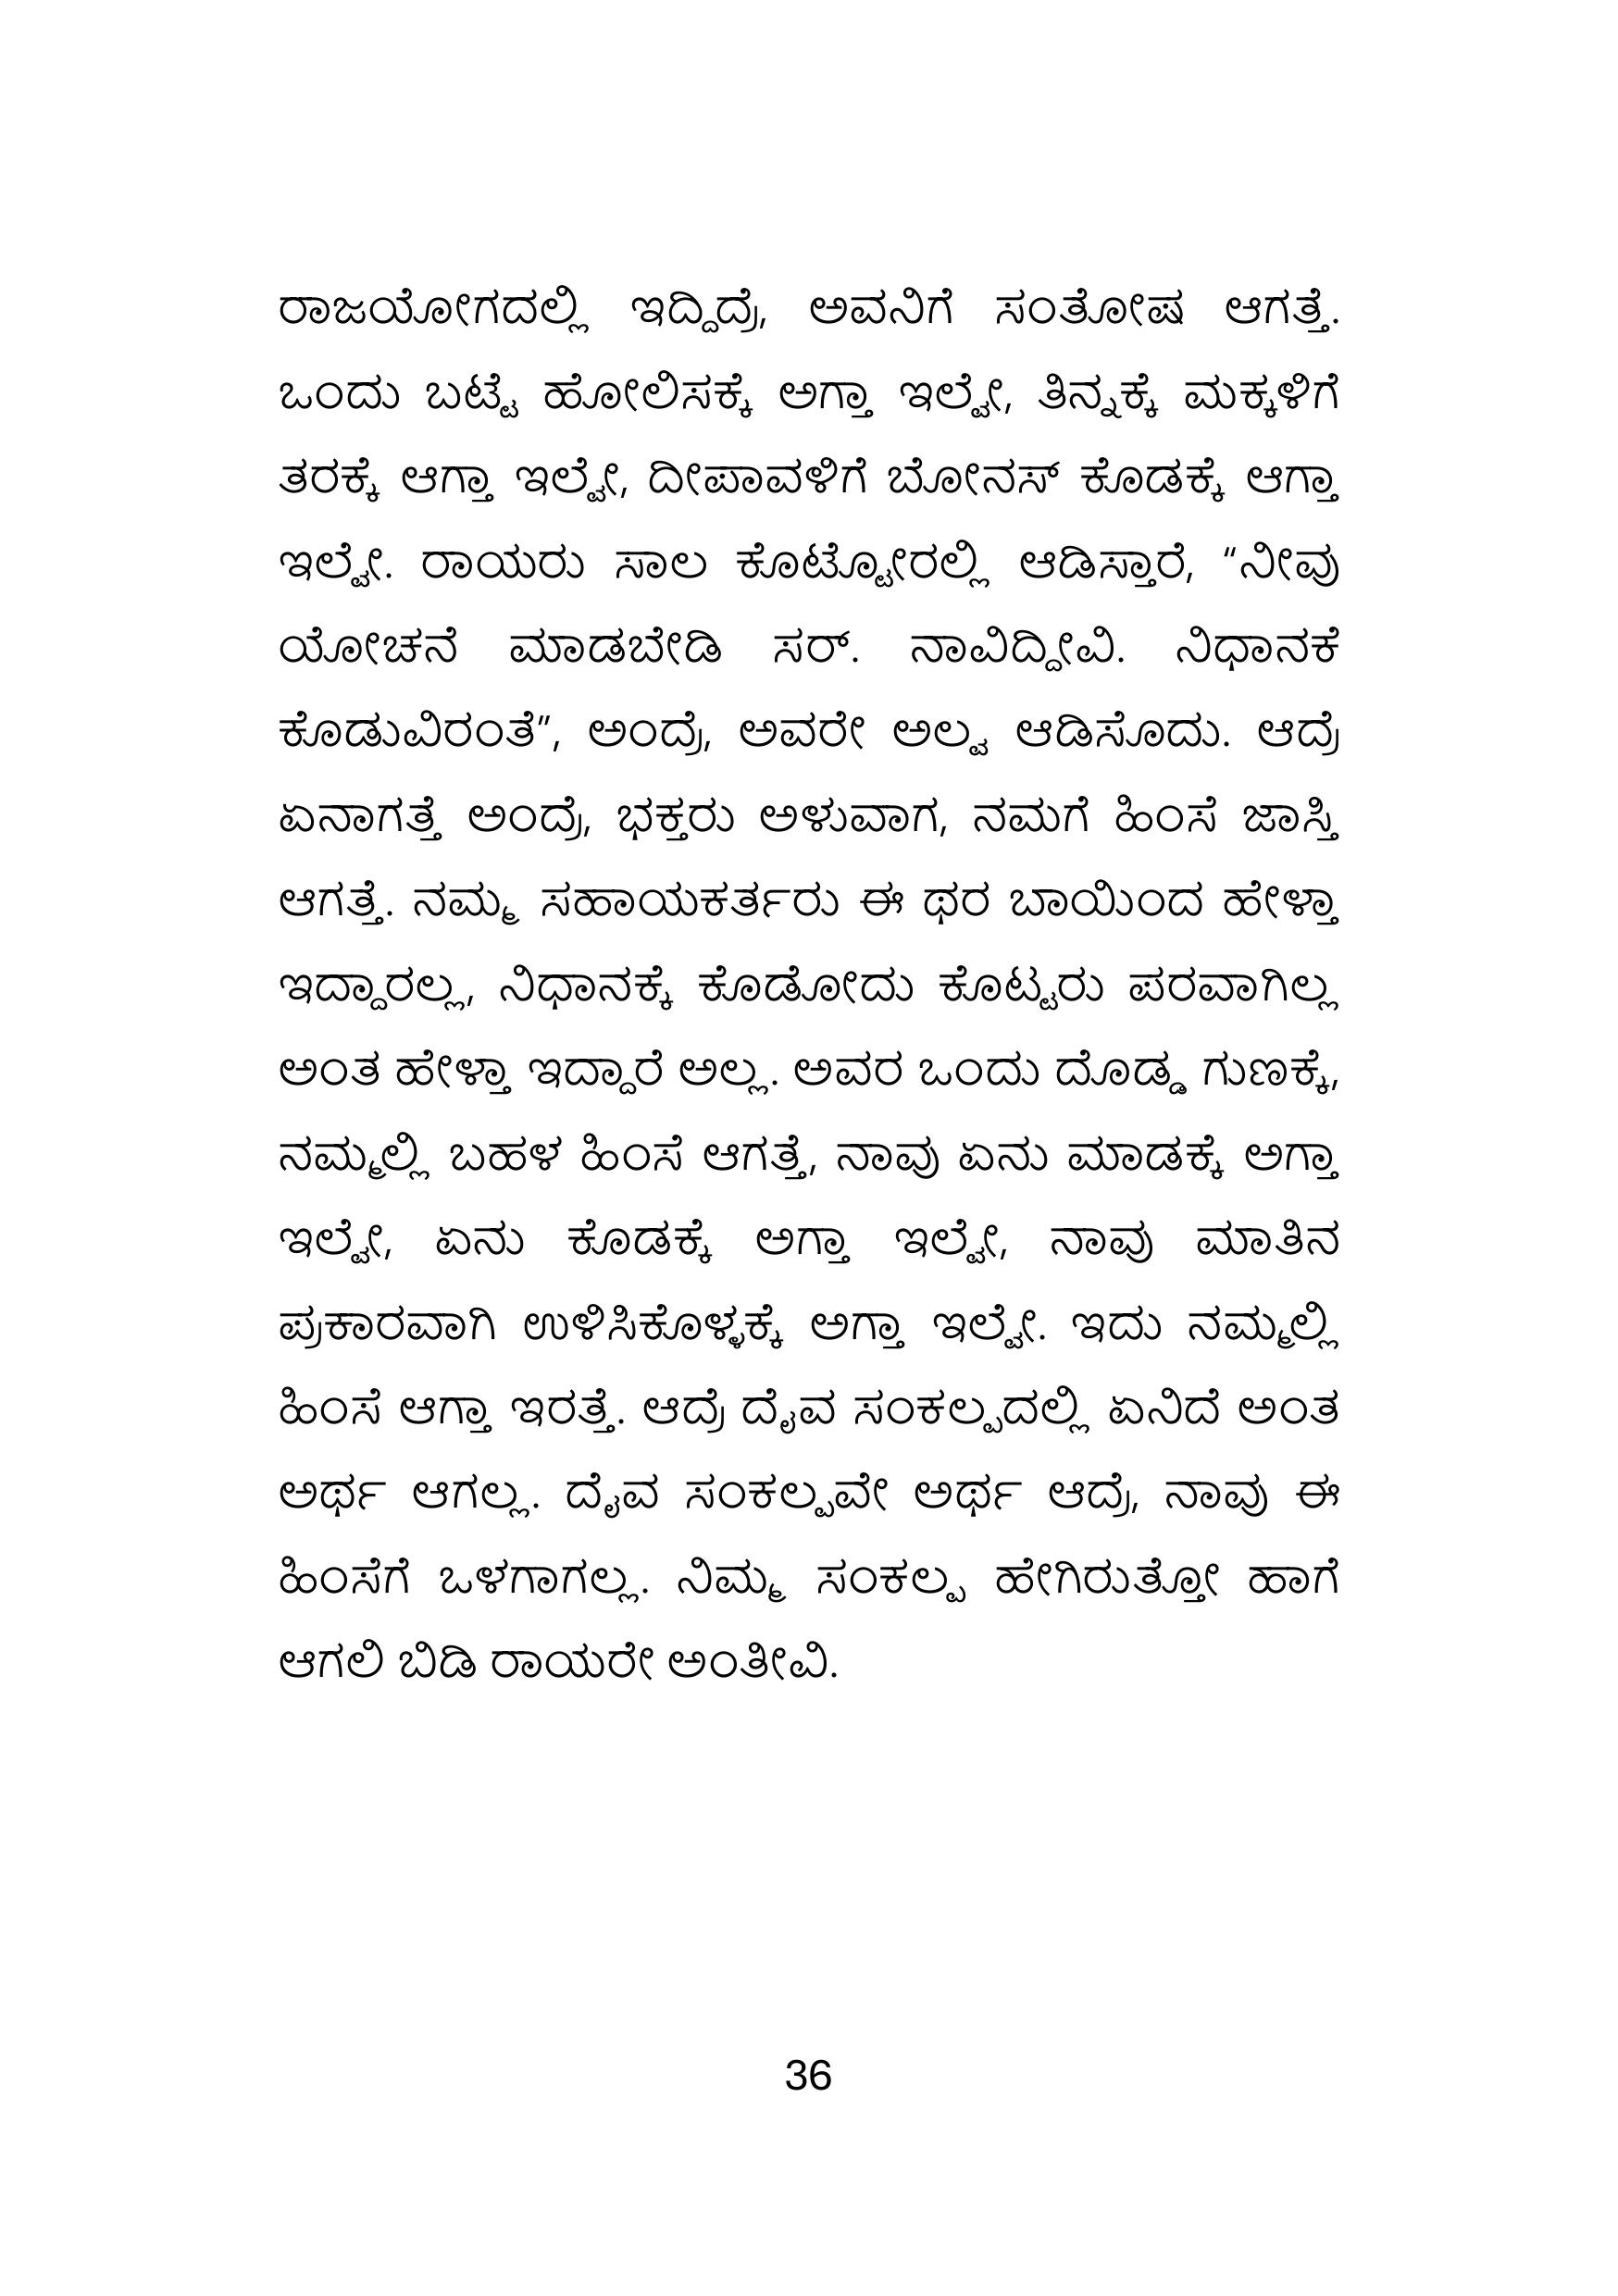 ರಾಜಯೋಗದಲ್ಲಿ ಇದ್ದಿದ್ರೆ, ಅವನಿಗೆ ಸಂತೋಷ ಆಗತ್ತೆ.
ಒಂದು ಬಟ್ಟೆ ಹೋಲಿಸಕ್ಕೆ ಅಗ್ತಾ ಇಲ್ವೇ, ತಿನ್ನಕ್ಕೆ ಮಕ್ಕಳಿಗೆ
ತರಕ್ಕೆ ಆಗ್ತಾ ಇಲ್ವೇ, ದೀಪಾವಳಿಗೆ ಬೋನಸ್ ಕೊಡಕ್ಕೆ ಆಗ್ತಾ
ಇಲ್ವೇ. ರಾಯರು ಸಾಲ ಕೊಟ್ಟೋರಲ್ಲಿ ಆಡಿಸ್ತಾರೆ, “ನೀವು
ಯೋಚನೆ ಮಾಡಬೇಡಿ ಸರ್. ನಾವಿದ್ದೀವಿ. ನಿಧಾನಕೆ
ಕೊಡುವಿರಂತೆ”, ಅಂದ್ರೆ, ಅವರೇ ಅಲ್ವ ಆಡಿಸೊದು. ಆದ್ರೆ
ಏನಾಗತ್ತೆ ಅಂದ್ರೆ, ಭಕ್ತರು ಅಳುವಾಗ, ನಮಗೆ ಹಿಂಸೆ ಜಾಸ್ತಿ
ಆಗತ್ತೆ. ನಮ್ಮ ಸಹಾಯಕರ್ತರು ಈ ಥರ ಬಾಯಿಂದ ಹೇಳ್ತಾ
ಇದ್ದಾರಲ್ಲ, ನಿಧಾನಕ್ಕೆ ಕೊಡೋದು ಕೊಟ್ಟರು ಪರವಾಗಿಲ್ಲ
ಅಂತ ಹೇಳ್ತಾ ಇದ್ದಾರೆ ಅಲ್ಲ. ಅವರ ಒಂದು ದೊಡ್ಡ ಗುಣಕ್ಕೆ,
ನಮ್ಮಲ್ಲಿ ಬಹಳ ಹಿಂಸೆ ಆಗತ್ತೆ, ನಾವು ಏನು ಮಾಡಕ್ಕೆ ಅಗ್ತಾ
ಇಲ್ವೇ, ಏನು ಕೊಡಕ್ಕೆ ಅಗ್ತಾ ಇಲ್ವೇ, ನಾವು ಮಾತಿನ
ಪ್ರಕಾರವಾಗಿ ಉಳಿಸಿಕೊಳ್ಳಕ್ಕೆ ಅಗ್ತಾ ಇಲ್ವೇ. ಇದು ನಮ್ಮಲ್ಲಿ
ಹಿಂಸೆ ಆಗ್ತಾ ಇರತ್ತೆ. ಆದ್ರೆ ದೈವ ಸಂಕಲ್ಪದಲ್ಲಿ ಏನಿದೆ ಅಂತ
ಅರ್ಥ ಆಗಲ್ಲ. ದೈವ ಸಂಕಲ್ಪವೇ ಅರ್ಥ ಆದ್ರೆ, ನಾವು ಈ
ಹಿಂಸೆಗೆ ಒಳಗಾಗಲ್ಲ. ನಿಮ್ಮ ಸಂಕಲ್ಪ ಹೇಗಿರುತ್ತೋ ಹಾಗೆ
ಆಗಲಿ ಬಿಡಿ ರಾಯರೇ ಅಂತೀವಿ.
36